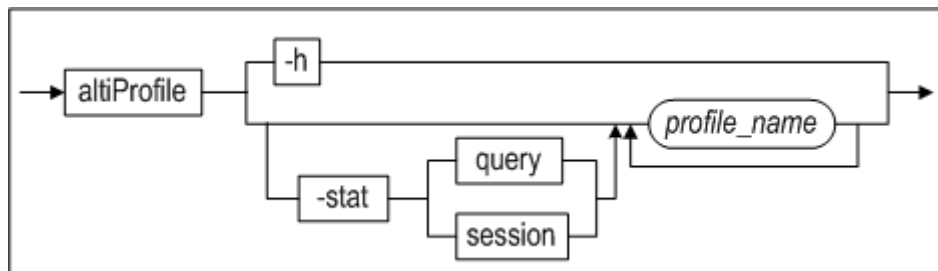 -h
altiProfile
profile_name
query
-stat
session